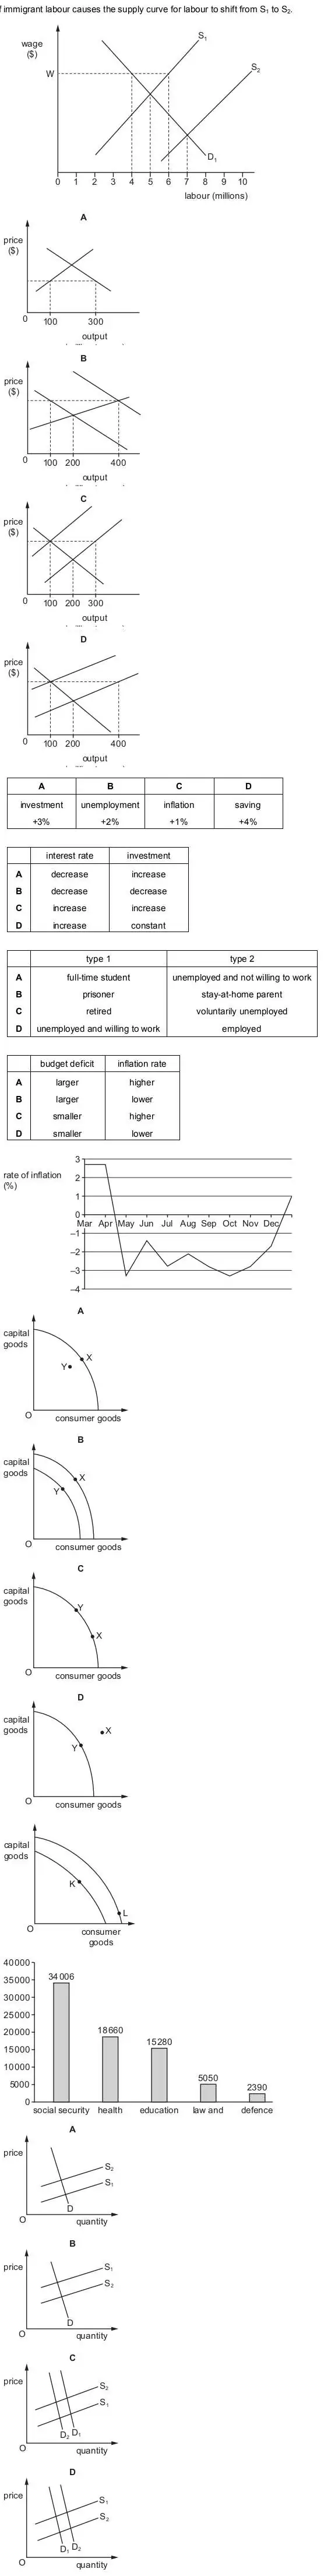 f immigrant labour causes the supply curve for labour to shift from S₁ to S₂.
wage
($)
S₁
S₂
W
D₁
0 1 2 3 4 5 6 7 8 9 10
labour (millions)
A
price
($)
0 100 300
output
B
price
($)
0 100 200 400
output
C
price
($)
0 100 200 300
output
D
price
($)
0 100 200 400
output
A B C D
investment unemployment inflation saving
+3% +2% +1% +4%
interest rate investment
A decrease increase
B decrease decrease
C increase increase
D increase constant
type 1 type 2
A full-time student unemployed and not willing to work
B prisoner stay-at-home parent
C retired voluntarily unemployed
D unemployed and willing to work employed
budget deficit inflation rate
A larger higher
B larger lower
C smaller higher
D smaller lower
rate of inflation
(%)
3
2
1
0
Mar Apr May Jun Jul Aug Sep Oct Nov Dec
–1
–2
–3
–4
A
capital
goods
X
Y
O consumer goods
B
capital
goods
X
Y
O consumer goods
C
capital
goods
Y
X
O consumer goods
D
capital
goods
X
Y
O consumer goods
capital
goods
K
L
O consumer
goods
40000
35000
30000
25000
20000
15000
10000
5000
0
34006
18660
15280
5050
2390
social security health education law and defence
A
price
S₂
S₁
D
O quantity
B
price
S₁
S₂
D
O quantity
C
price
S₂
S₁
D₂ D₁
O quantity
D
price
S₁
S₂
D₁ D₂
O quantity